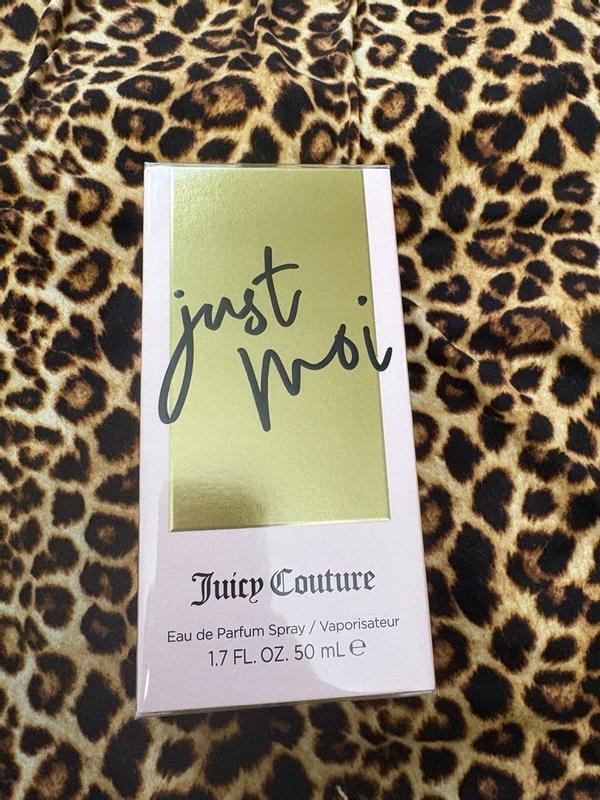 just
moi
Juicy Couture
Eau de Parfum Spray / Vaporisateur
1.7 FL. OZ. 50 mL ℮